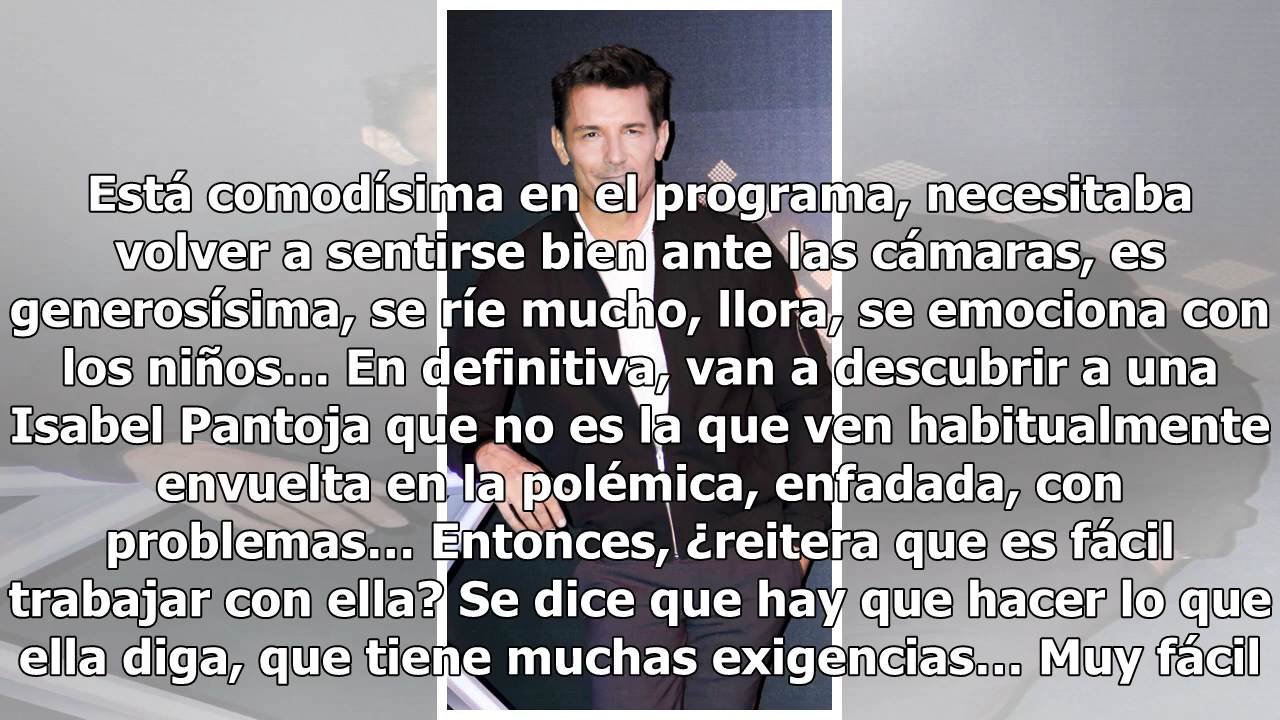 Está comodísima en el programa, necesitaba
volver a sentirse bien ante las cámaras, es
generosísima, se ríe mucho, llora, se emociona con
los niños... En definitiva, van a descubrir a una
Isabel Pantoja que no es la que ven habitualmente
envuelta en la polémica, enfadada, con
problemas... Entonces, ¿reitera que es fácil
trabajar con ella? Se dice que hay que hacer lo que
ella diga, que tiene muchas exigencias... Muy fácil